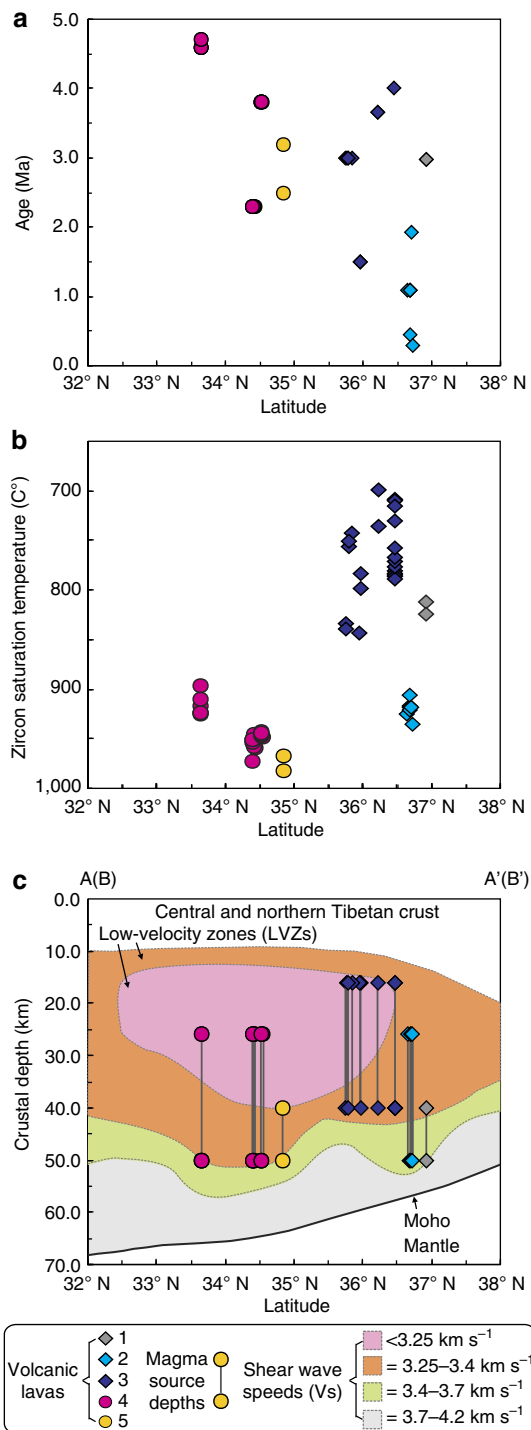 a
5.0
4.0
3.0
2.0
1.0
0.0
Age (Ma)
32° N 33° N 34° N 35° N 36° N 37° N 38° N
Latitude
b
700
800
900
1,000
Zircon saturation temperature (C°)
32° N 33° N 34° N 35° N 36° N 37° N 38° N
Latitude
c
A(B) A'(B')
0.0
10.0
20.0
30.0
40.0
50.0
60.0
70.0
Crustal depth (km)
Central and northern Tibetan crust
Low-velocity zones (LVZs)
Moho
Mantle
32° N 33° N 34° N 35° N 36° N 37° N 38° N
Latitude
Volcanic lavas
1
2
3
4
5
Magma source depths
Shear wave speeds (Vs)
<3.25 km s⁻¹
= 3.25–3.4 km s⁻¹
= 3.4–3.7 km s⁻¹
= 3.7–4.2 km s⁻¹